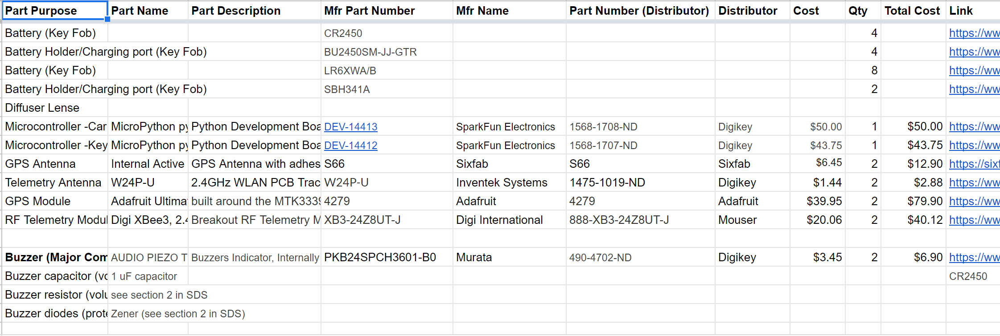 Part Purpose Part Name Part Description Mfr Part Number Mfr Name Part Number (Distributor) Distributor Cost Qty Total Cost Link
Battery (Key Fob) CR2450 4 https://ww
Battery Holder/Charging port (Key Fob) BU2450SM-JJ-GTR 4 https://ww
Battery (Key Fob) LR6XWA/B 8 https://ww
Battery Holder/Charging port (Key Fob) SBH341A 2 https://ww
Diffuser Lense
Microcontroller -Car MicroPython py Python Development Boa DEV-14413 SparkFun Electronics 1568-1708-ND Digikey $50.00 1 $50.00 https://ww
Microcontroller -Key MicroPython py Python Development Boa DEV-14412 SparkFun Electronics 1568-1707-ND Digikey $43.75 1 $43.75 https://ww
GPS Antenna Internal Active GPS Antenna with adhes S66 Sixfab S66 Sixfab $6.45 2 $12.90 https://sixf
Telemetry Antenna W24P-U 2.4GHz WLAN PCB Trac W24P-U Inventek Systems 1475-1019-ND Digikey $1.44 2 $2.88 https://ww
GPS Module Adafruit Ultima built around the MTK3339 4279 Adafruit 4279 Adafruit $39.95 2 $79.90 https://ww
RF Telemetry Modul Digi XBee3, 2.4 Breakout RF Telemetry M XB3-24Z8UT-J Digi International 888-XB3-24Z8UT-J Mouser $20.06 2 $40.12 https://ww
Buzzer (Major Com AUDIO PIEZO T Buzzers Indicator, Internally PKB24SPCH3601-B0 Murata 490-4702-ND Digikey $3.45 2 $6.90 https://ww
Buzzer capacitor (vo 1 uF capacitor CR2450
Buzzer resistor (volu see section 2 in SDS
Buzzer diodes (prote Zener (see section 2 in SDS)